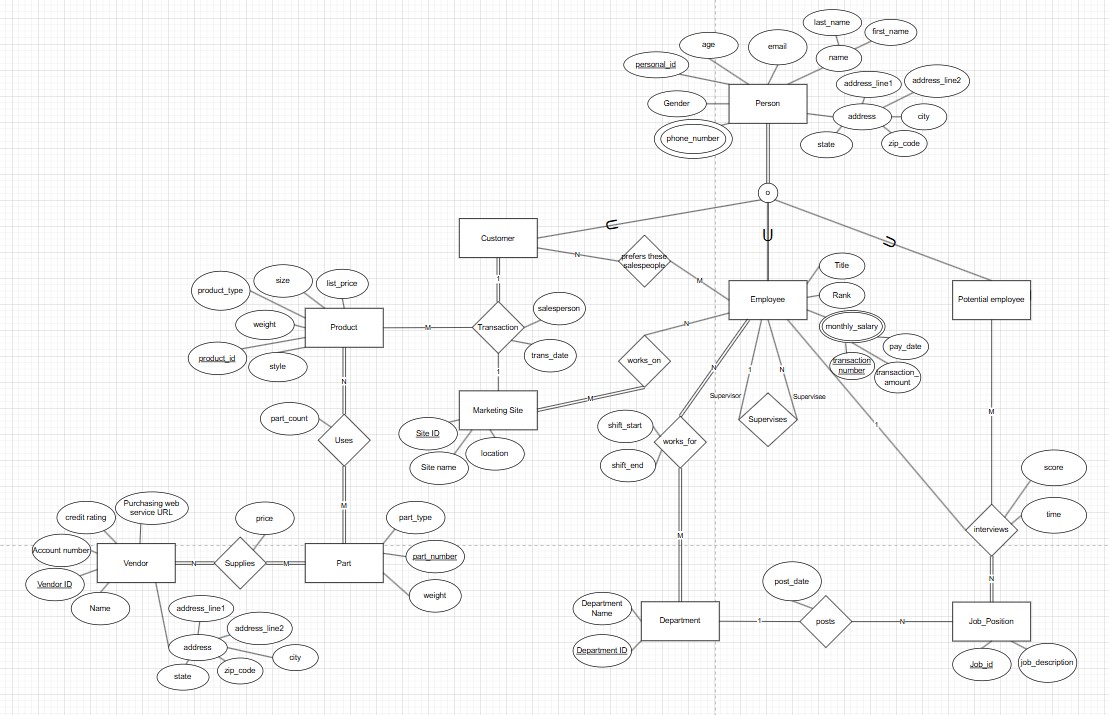 last_name
first_name
age
email
name
personal_id
address_line1
address_line2
Gender
Person
address
city
phone_number
state
zip_code
o
U
Customer
N
prefers these
salespeople
M
Title
product_type
size
list_price
1
Employee
Rank
Potential employee
weight
Product
M
Transaction
salesperson
N
monthly_salary
product_id
style
trans_date
works_on
pay_date
transaction
number
transaction_
amount
1
N
N
1
N
M
Supervisor
Supervisee
Marketing Site
M
part_count
Uses
Site ID
location
shift_start
works_for
Supervises
1
Site name
shift_end
score
M
Purchasing web
service URL
credit rating
price
part_type
time
interviews
Account number
Vendor
N
Supplies
M
Part
part_number
M
Vendor ID
weight
N
post_date
Name
address_line1
Department
Name
address_line2
Department
1
posts
N
Job_Position
address
city
Department ID
state
zip_code
Job_id
job_description